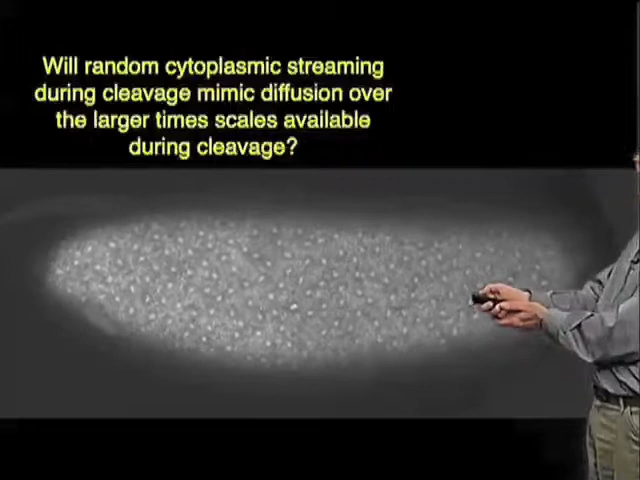 Will random cytoplasmic streaming
during cleavage mimic diffusion over
the larger times scales available
during cleavage?